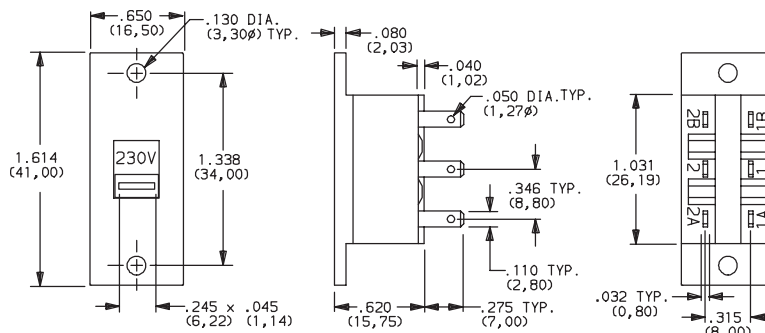 .650
(16,50)
.130 DIA.
(3,30ø) TYP.
1.614
(41,00)
230V
1.338
(34,00)
.245 x .045
(6,22) (1,14)
.080
(2,03)
.040
(1,02)
.050 DIA.TYP.
(1,27ø)
.346 TYP.
(8,80)
.110 TYP.
(2,80)
.620
(15,75)
.275 TYP.
(7,00)
1.031
(26,19)
2B
1B
2
1
2A
1A
.032 TYP.
(0,80)
.315
(8,00)